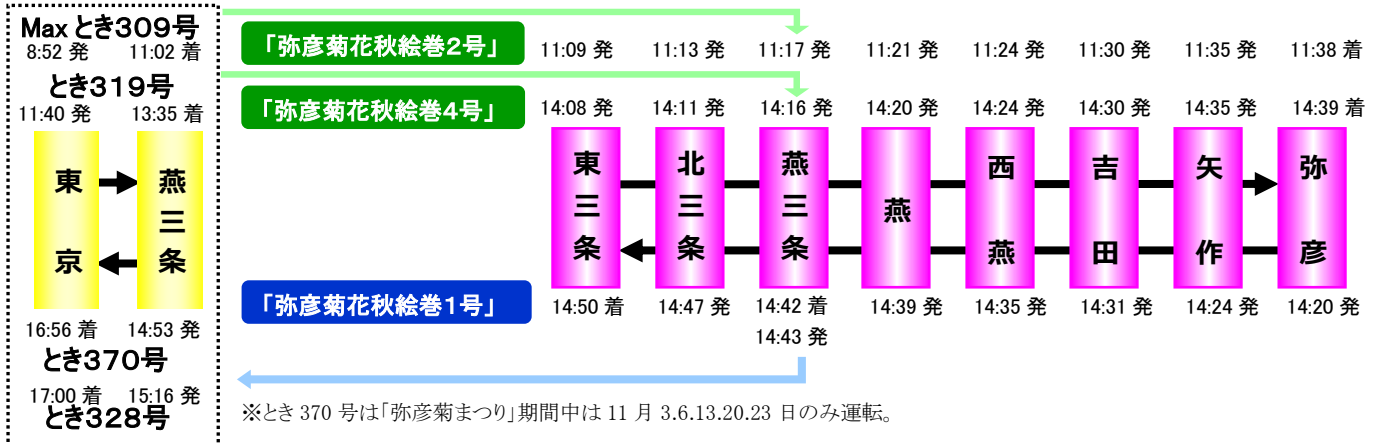 Max とき309号
8:52 発 11:02 着
「弥彦菊花秋絵巻2号」 11:09 発 11:13 発 11:17 発 11:21 発 11:24 発 11:30 発 11:35 発 11:38 着
とき319号
11:40 発 13:35 着
「弥彦菊花秋絵巻4号」 14:08 発 14:11 発 14:16 発 14:20 発 14:24 発 14:30 発 14:35 発 14:39 着
東京 燕三条
東三条 北三条 燕三条 燕 西燕 吉田 矢作 弥彦
「弥彦菊花秋絵巻1号」 14:50 着 14:47 発 14:42 着 14:39 発 14:35 発 14:31 発 14:24 発 14:20 発
14:43 発
16:56 着 14:53 発
とき370号
17:00 着 15:16 発
とき328号
※とき 370 号は「弥彦菊まつり」期間中は 11 月 3.6.13.20.23 日のみ運転。